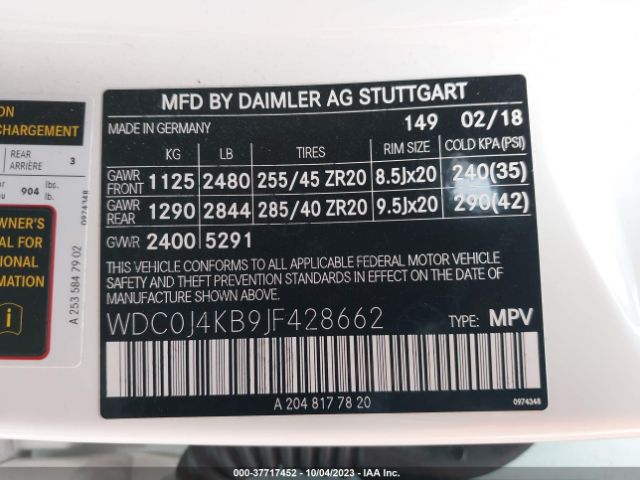 ON
CHARGEMENT
REAR
ARRIÈRE 3
904 lbs.
lb.
0974348
OWNER'S
AL FOR
IONAL
RMATION
i
A 253 584 79 02
MFD BY DAIMLER AG STUTTGART
MADE IN GERMANY 149 02/18
KG LB TIRES RIM SIZE COLD KPA(PSI)
GAWR FRONT 1125 2480 255/45 ZR20 8.5Jx20 240(35)
GAWR REAR 1290 2844 285/40 ZR20 9.5Jx20 290(42)
GVWR 2400 5291
THIS VEHICLE CONFORMS TO ALL APPLICABLE FEDERAL MOTOR VEHICLE
SAFETY AND THEFT PREVENTION STANDARDS IN EFFECT ON THE DATE OF
MANUFACTURE SHOWN ABOVE.
WDC0J4KB9JF428662 TYPE: MPV
A 204 817 78 20
0974348
000-37717452 - 10/04/2023 - IAA Inc.